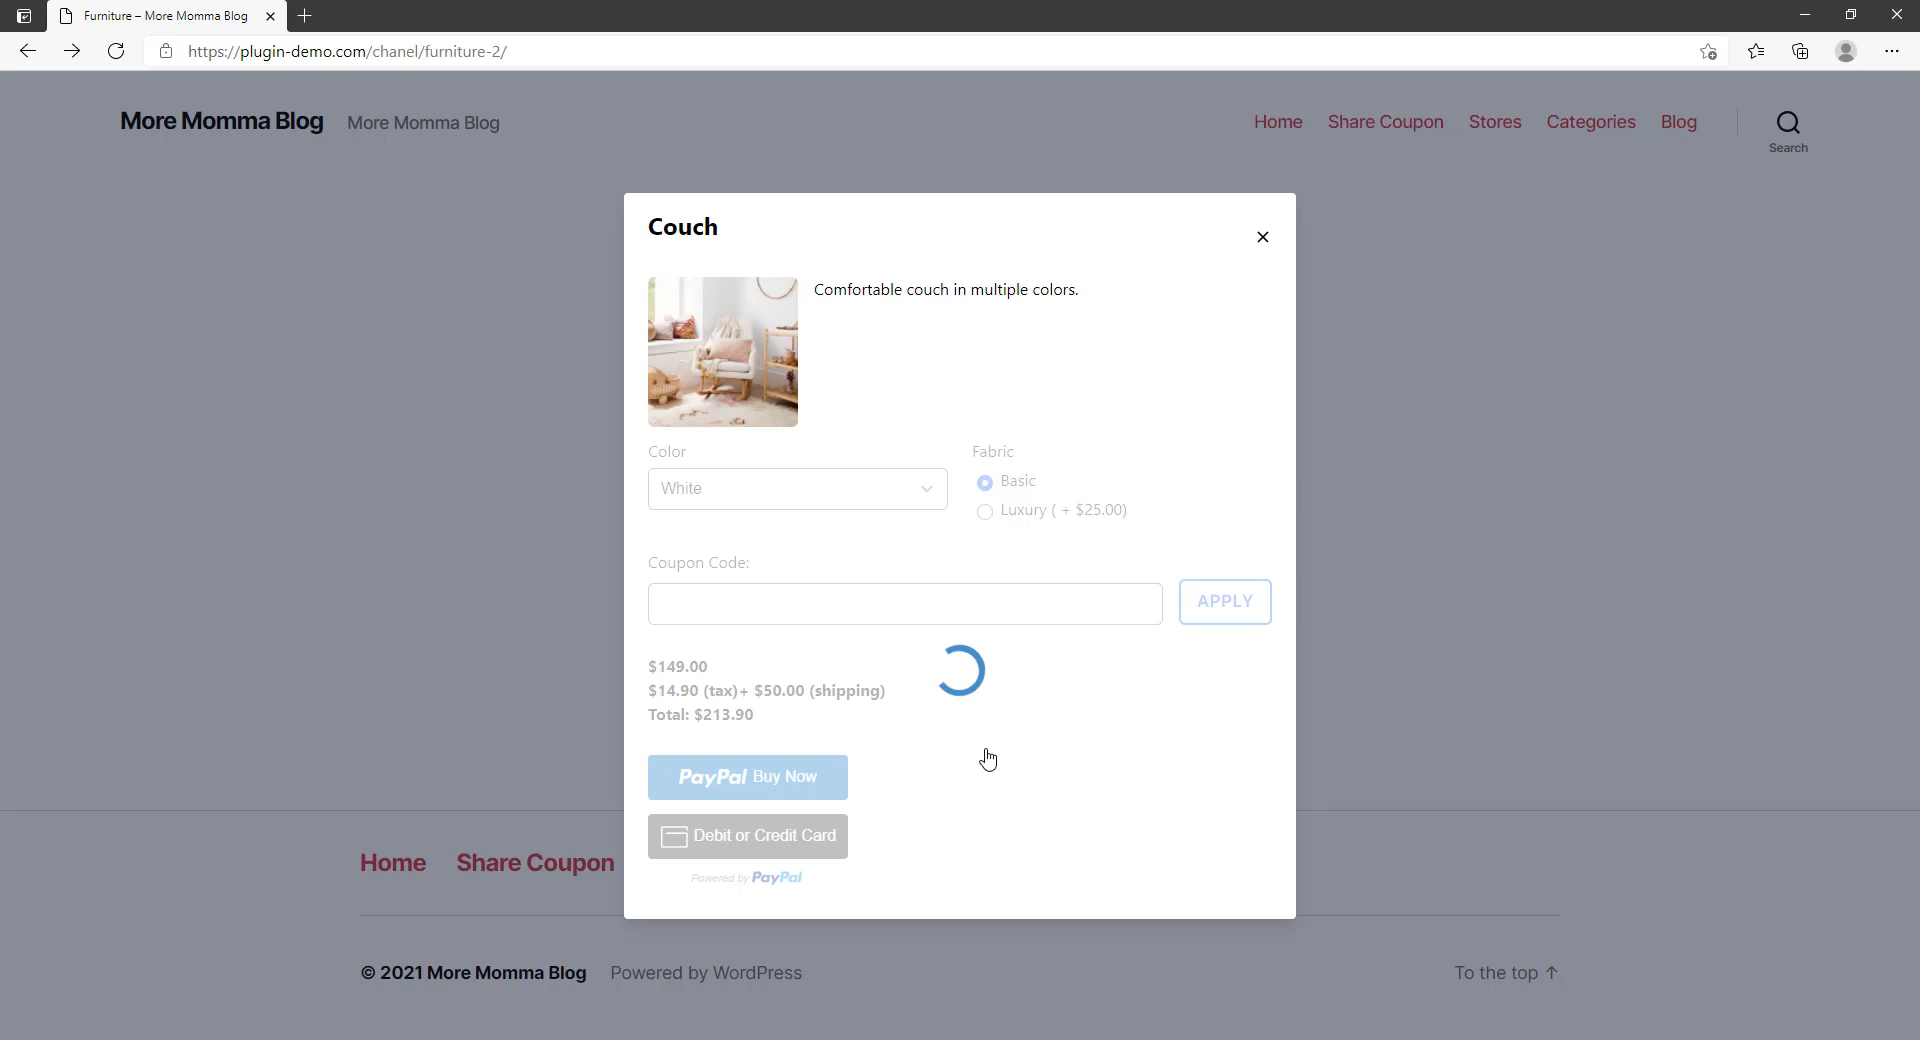 Furniture – More Momma Blog
https://plugin-demo.com/chanel/furniture-2/
More Momma Blog More Momma Blog
Home Share Coupon Stores Categories Blog
Search
Couch
Comfortable couch in multiple colors.
Color
White
Fabric
Basic
Luxury ( + $25.00)
Coupon Code:
APPLY
$149.00
$14.90 (tax)+ $50.00 (shipping)
Total: $213.90
PayPal Buy Now
Debit or Credit Card
Powered by PayPal
Home Share Coupon
© 2021 More Momma Blog Powered by WordPress
To the top ↑